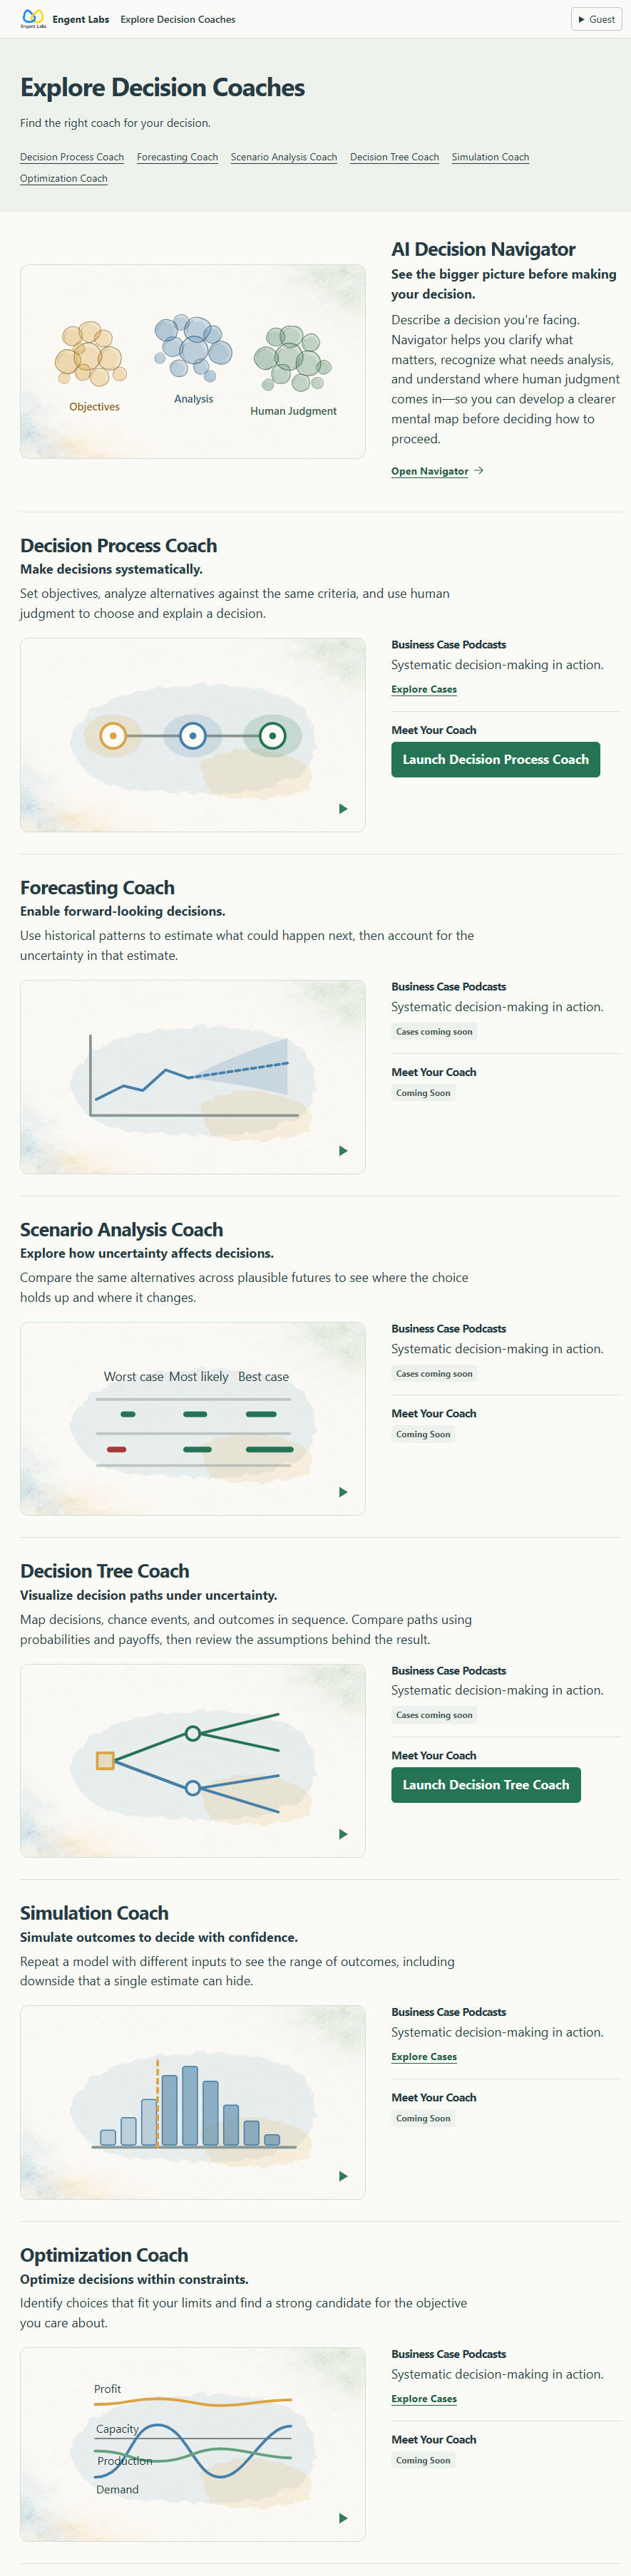 Engent Labs
Engent Labs
Explore Decision Coaches
Guest
Explore Decision Coaches
Find the right coach for your decision.
Decision Process Coach
Forecasting Coach
Scenario Analysis Coach
Decision Tree Coach
Simulation Coach
Optimization Coach
Objectives
Analysis
Human Judgment
AI Decision Navigator
See the bigger picture before making
your decision.
Describe a decision you're facing.
Navigator helps you clarify what
matters, recognize what needs analysis,
and understand where human judgment
comes in—so you can develop a clearer
mental map before deciding how to
proceed.
Open Navigator →
Decision Process Coach
Make decisions systematically.
Set objectives, analyze alternatives against the same criteria, and use human
judgment to choose and explain a decision.
Business Case Podcasts
Systematic decision-making in action.
Explore Cases
Meet Your Coach
Launch Decision Process Coach
Forecasting Coach
Enable forward-looking decisions.
Use historical patterns to estimate what could happen next, then account for the
uncertainty in that estimate.
Business Case Podcasts
Systematic decision-making in action.
Cases coming soon
Meet Your Coach
Coming Soon
Scenario Analysis Coach
Explore how uncertainty affects decisions.
Compare the same alternatives across plausible futures to see where the choice
holds up and where it changes.
Worst case Most likely Best case
Business Case Podcasts
Systematic decision-making in action.
Cases coming soon
Meet Your Coach
Coming Soon
Decision Tree Coach
Visualize decision paths under uncertainty.
Map decisions, chance events, and outcomes in sequence. Compare paths using
probabilities and payoffs, then review the assumptions behind the result.
Business Case Podcasts
Systematic decision-making in action.
Cases coming soon
Meet Your Coach
Launch Decision Tree Coach
Simulation Coach
Simulate outcomes to decide with confidence.
Repeat a model with different inputs to see the range of outcomes, including
downside that a single estimate can hide.
Business Case Podcasts
Systematic decision-making in action.
Explore Cases
Meet Your Coach
Coming Soon
Optimization Coach
Optimize decisions within constraints.
Identify choices that fit your limits and find a strong candidate for the objective
you care about.
Profit
Capacity
Production
Demand
Business Case Podcasts
Systematic decision-making in action.
Explore Cases
Meet Your Coach
Coming Soon